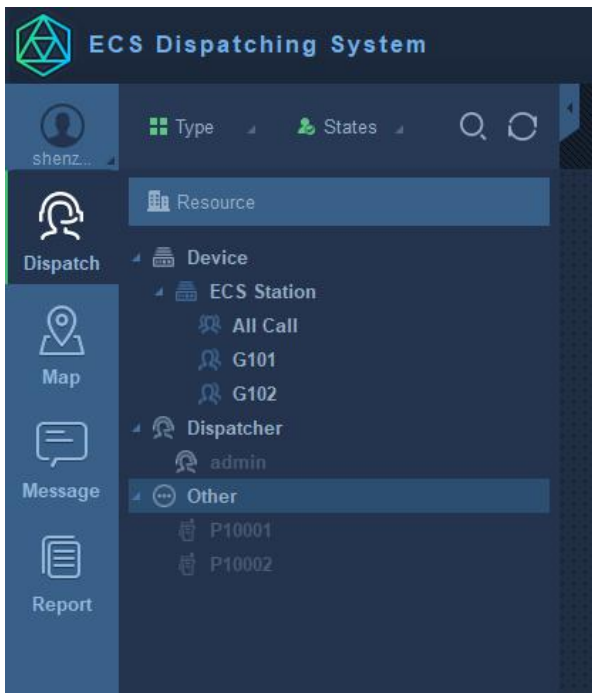 ECS Dispatching System
shenz...
Type
States
Resource
Dispatch
Device
ECS Station
All Call
G101
G102
Map
Dispatcher
admin
Message
Other
P10001
P10002
Report